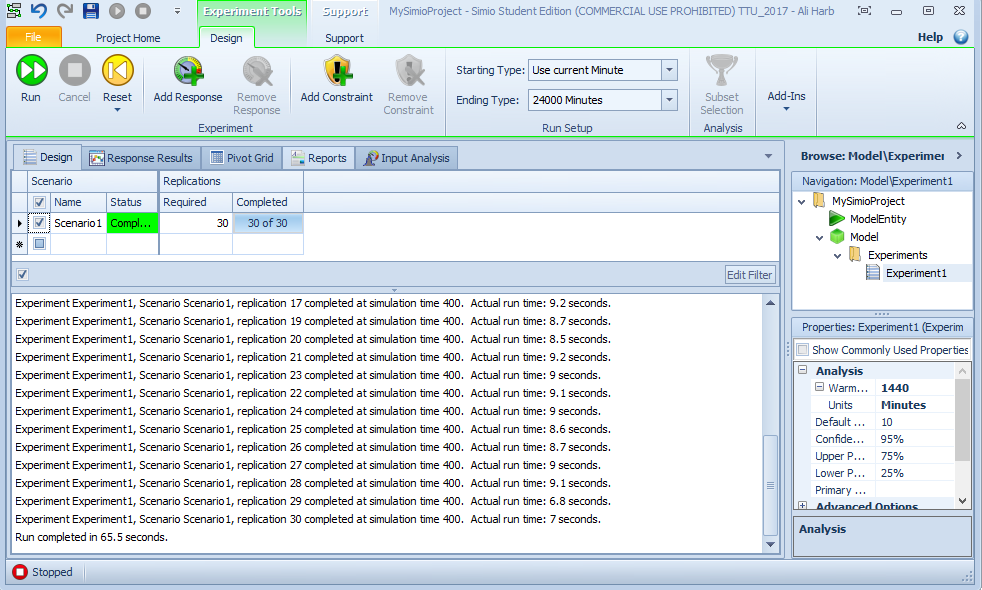 Experiment Tools Support MySimioProject - Simio Student Edition (COMMERCIAL USE PROHIBITED) TTU_2017 - Ali Harb
File Project Home Design Support Help
Run Cancel Reset Add Response Remove Response Add Constraint Remove Constraint
Experiment
Starting Type: Use current Minute
Ending Type: 24000 Minutes
Run Setup
Subset Selection
Analysis
Add-Ins
Design Response Results Pivot Grid Reports Input Analysis
Scenario Replications
Name Status Required Completed
Scenario1 Compl... 30 30 of 30
Edit Filter
Experiment Experiment1, Scenario Scenario1, replication 17 completed at simulation time 400. Actual run time: 9.2 seconds.
Experiment Experiment1, Scenario Scenario1, replication 19 completed at simulation time 400. Actual run time: 8.7 seconds.
Experiment Experiment1, Scenario Scenario1, replication 20 completed at simulation time 400. Actual run time: 8.5 seconds.
Experiment Experiment1, Scenario Scenario1, replication 21 completed at simulation time 400. Actual run time: 9.2 seconds.
Experiment Experiment1, Scenario Scenario1, replication 23 completed at simulation time 400. Actual run time: 9 seconds.
Experiment Experiment1, Scenario Scenario1, replication 22 completed at simulation time 400. Actual run time: 9.1 seconds.
Experiment Experiment1, Scenario Scenario1, replication 24 completed at simulation time 400. Actual run time: 9 seconds.
Experiment Experiment1, Scenario Scenario1, replication 25 completed at simulation time 400. Actual run time: 8.6 seconds.
Experiment Experiment1, Scenario Scenario1, replication 26 completed at simulation time 400. Actual run time: 8.7 seconds.
Experiment Experiment1, Scenario Scenario1, replication 27 completed at simulation time 400. Actual run time: 9 seconds.
Experiment Experiment1, Scenario Scenario1, replication 28 completed at simulation time 400. Actual run time: 9.1 seconds.
Experiment Experiment1, Scenario Scenario1, replication 29 completed at simulation time 400. Actual run time: 6.8 seconds.
Experiment Experiment1, Scenario Scenario1, replication 30 completed at simulation time 400. Actual run time: 7 seconds.
Run completed in 65.5 seconds.
Browse: Model\Experimer
Navigation: Model\Experiment1
MySimioProject
ModelEntity
Model
Experiments
Experiment1
Properties: Experiment1 (Experim
Show Commonly Used Properties
Analysis
Warm... 1440
Units Minutes
Default ... 10
Confide... 95%
Upper P... 75%
Lower P... 25%
Primary ...
Advanced Options
Analysis
Stopped